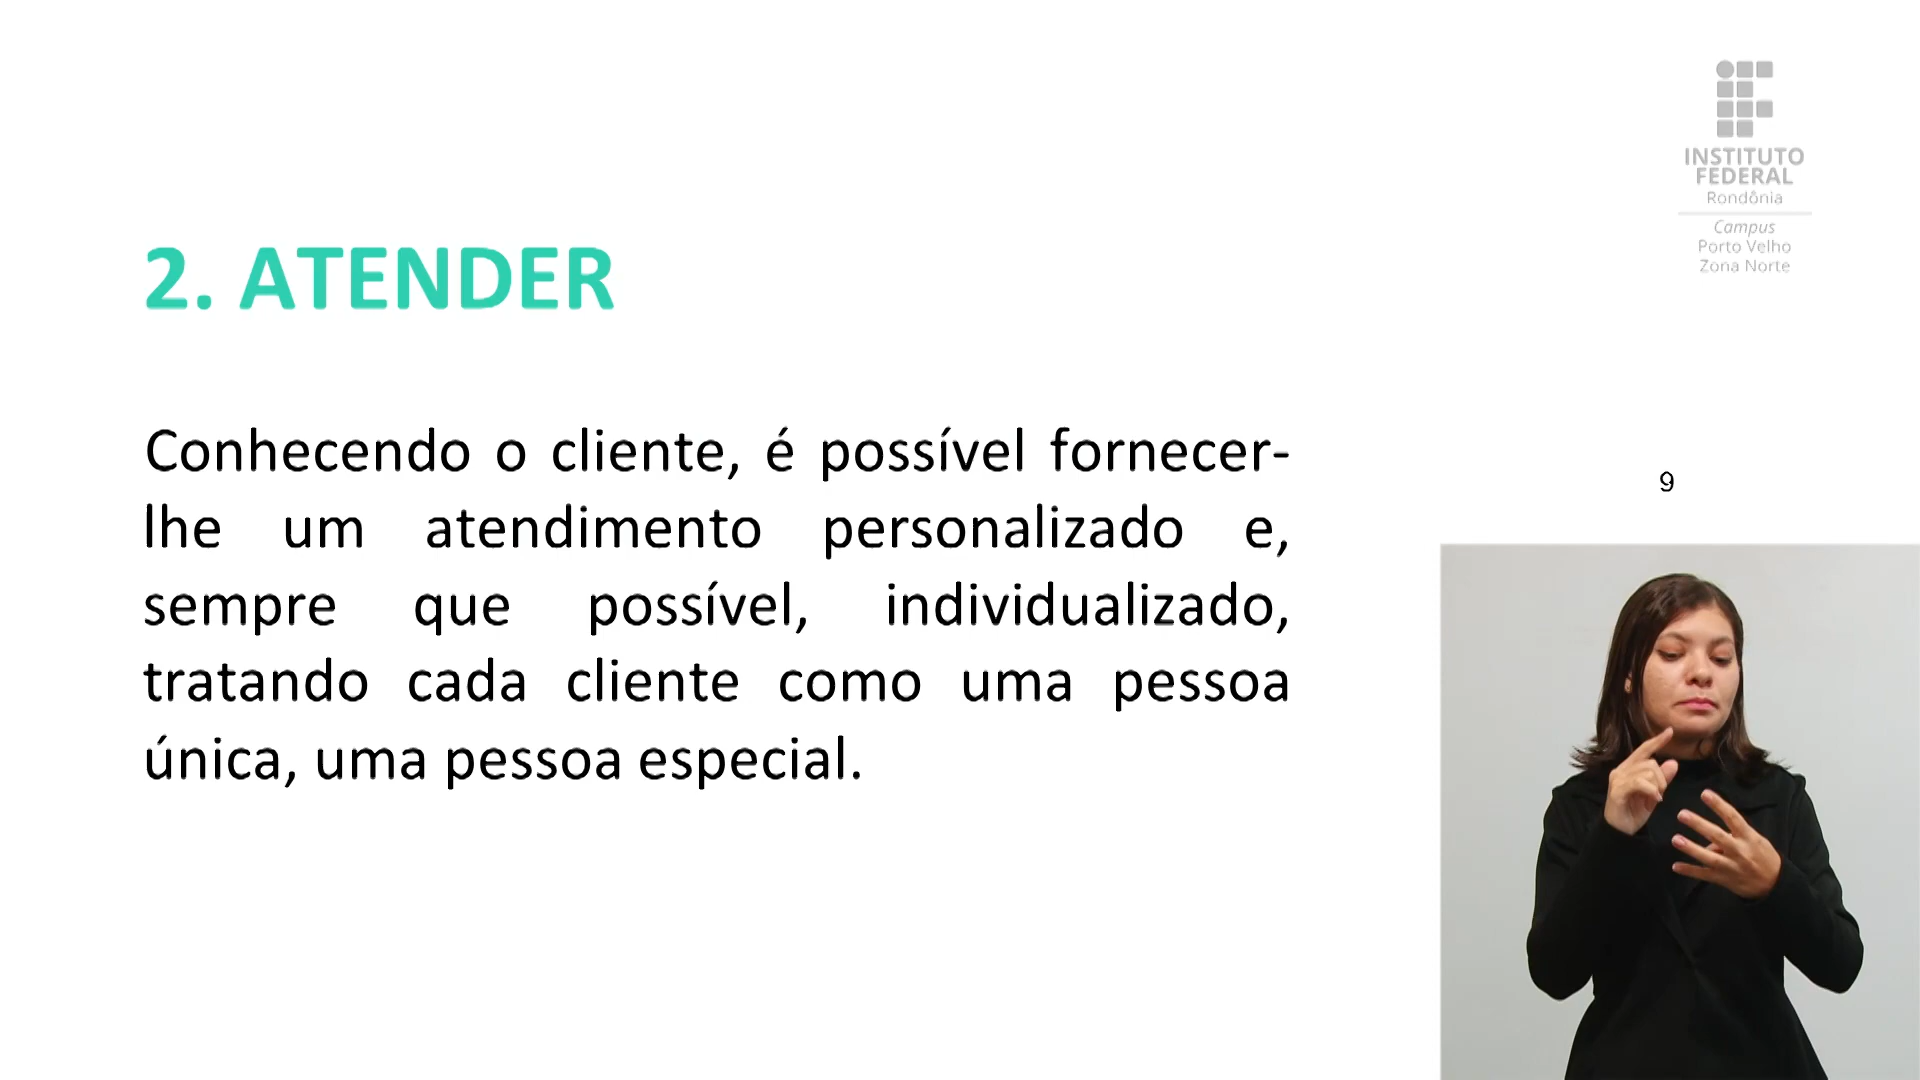 INSTITUTO
FEDERAL
Rondônia
Campus
Porto Velho
Zona Norte
2. ATENDER
Conhecendo o cliente, é possível fornecer-
lhe um atendimento personalizado e,
sempre que possível, individualizado,
tratando cada cliente como uma pessoa
única, uma pessoa especial.
9